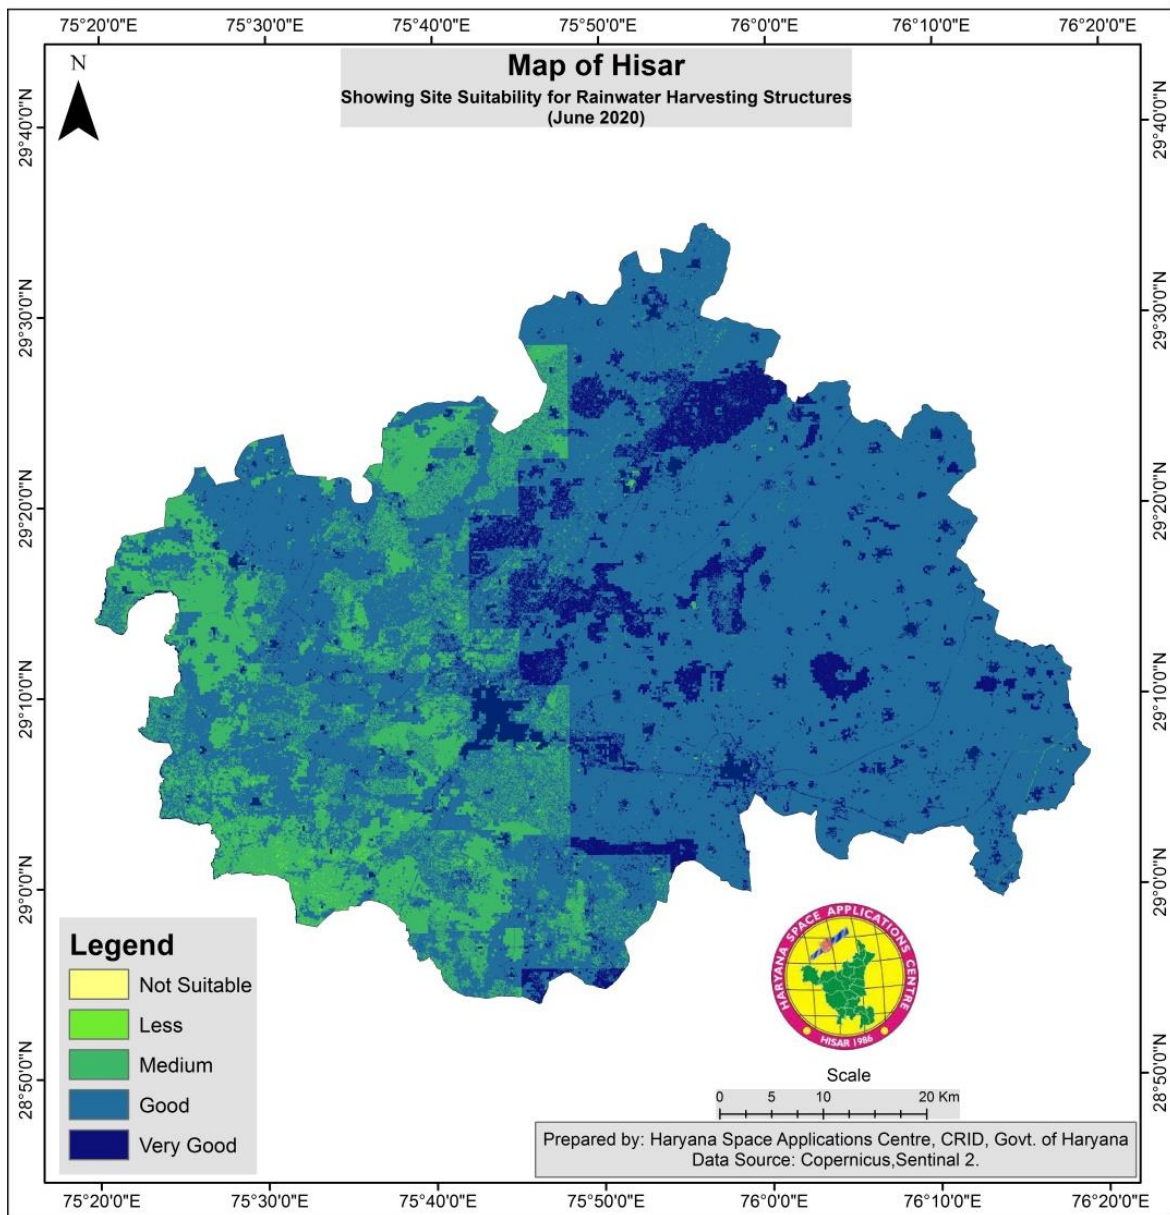 75°20'0"E 75°30'0"E 75°40'0"E 75°50'0"E 76°0'0"E 76°10'0"E 76°20'0"E
N
Map of Hisar
Showing Site Suitability for Rainwater Harvesting Structures
(June 2020)
29°40'0"N 29°40'0"N
29°30'0"N 29°30'0"N
29°20'0"N 29°20'0"N
29°10'0"N 29°10'0"N
29°0'0"N 29°0'0"N
28°50'0"N 28°50'0"N
Legend
Not Suitable
Less
Medium
Good
Very Good
HARYANA SPACE APPLICATIONS CENTRE
HISAR 1986
Scale
0 5 10 20 Km
Prepared by: Haryana Space Applications Centre, CRID, Govt. of Haryana
Data Source: Copernicus,Sentinal 2.
75°20'0"E 75°30'0"E 75°40'0"E 75°50'0"E 76°0'0"E 76°10'0"E 76°20'0"E